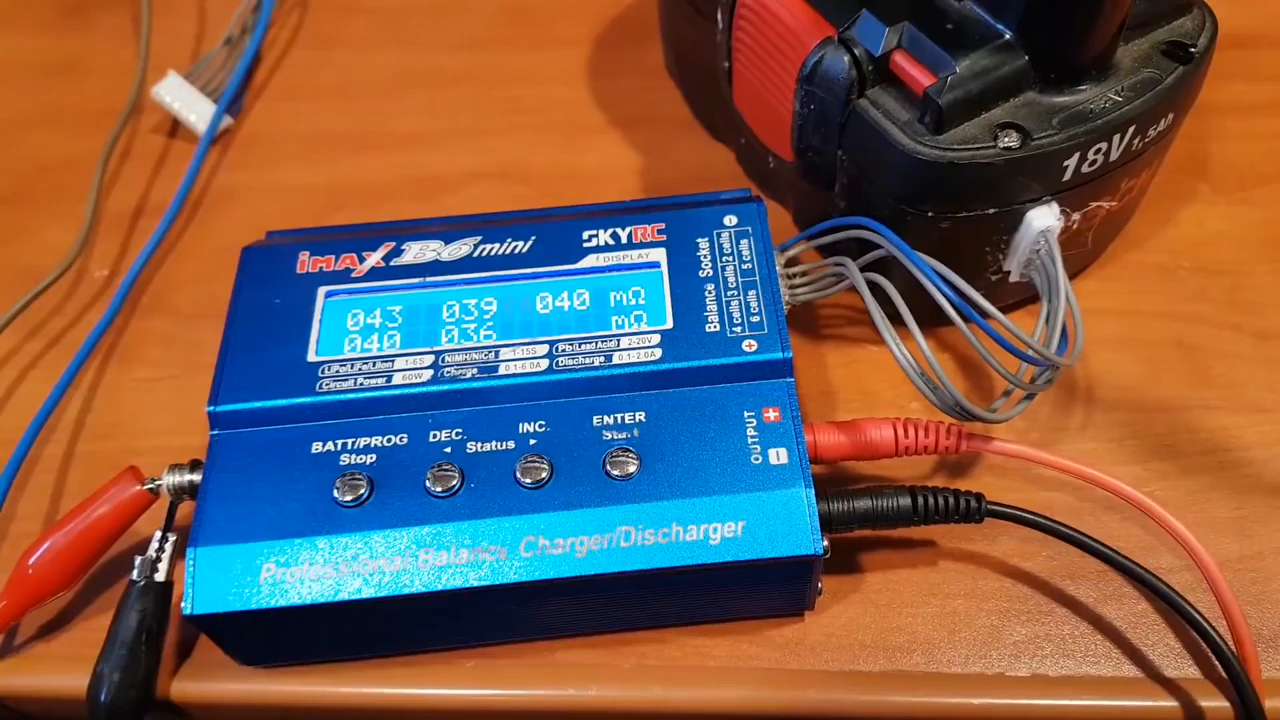 18V 1,5Ah
iMAX B6 mini
SKYRC
DISPLAY
043 039 040 mΩ
040 036 mΩ
LiPo/LiFe/LiIon 1-6S
NiMH/NiCd 1-15S
Pb(Lead Acid) 2-20V
Circuit Power 60W
Charge 0.1-6.0A
Discharge 0.1-2.0A
Balance Socket
2 cells
3 cells
4 cells
5 cells
6 cells
OUTPUT
BATT/PROG
Stop
DEC.
Status
INC.
ENTER
Start
Professional Balance Charger/Discharger